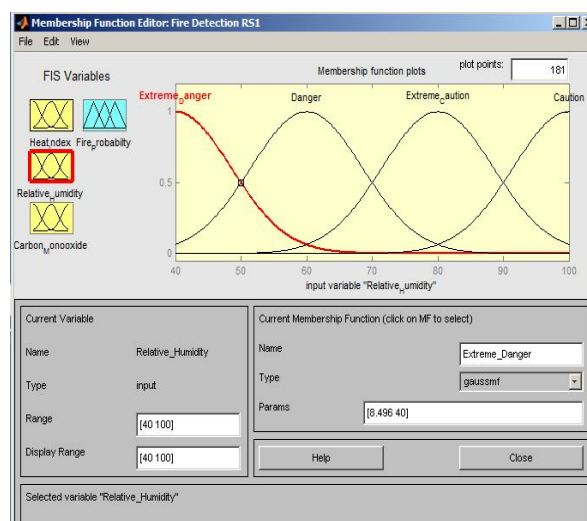 Membership Function Editor: Fire Detection RS1
File Edit View
FIS Variables
Membership function plots
plot points:
181
Heat_Index
Fire_Probabilty
Relative_Humidity
Carbon_Monooxide
Extreme_Danger
Danger
Extreme_Caution
Caution
1
0.5
0
40 50 60 70 80 90 100
input variable "Relative_Humidity"
Current Variable
Name Relative_Humidity
Type input
Range [40 100]
Display Range [40 100]
Current Membership Function (click on MF to select)
Name Extreme_Danger
Type gaussmf
Params [8.496 40]
Help Close
Selected variable "Relative_Humidity"